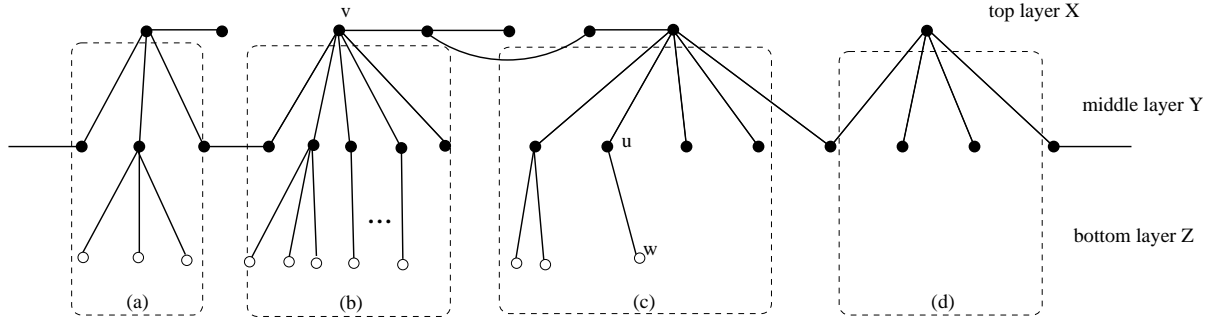 v
top layer X
middle layer Y
u
bottom layer Z
...
w
(a)
(b)
(c)
(d)